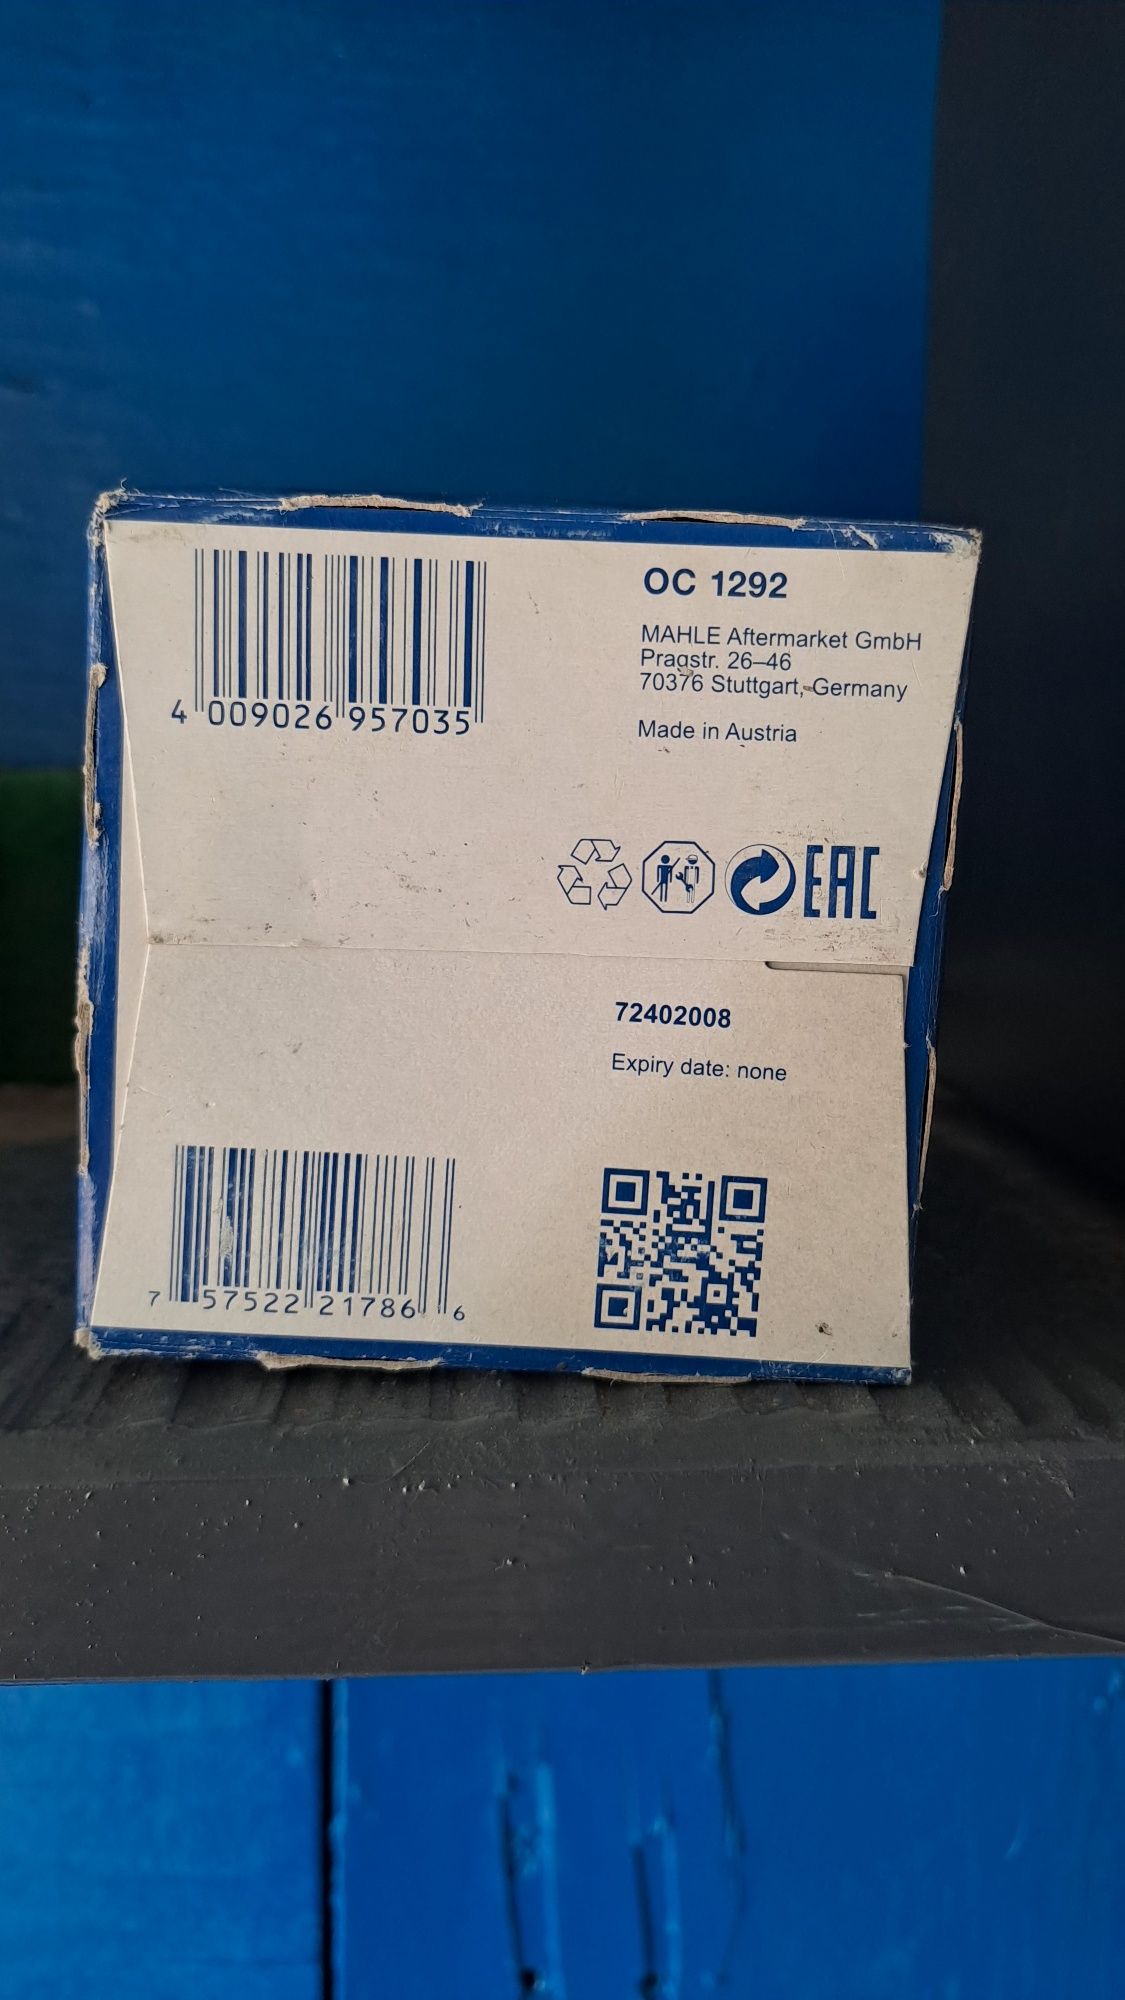 4 009026 957035
OC 1292
MAHLE Aftermarket GmbH
Pragstr. 26–46
70376 Stuttgart, Germany
Made in Austria
EAC
72402008
Expiry date: none
7 57522 21786 6